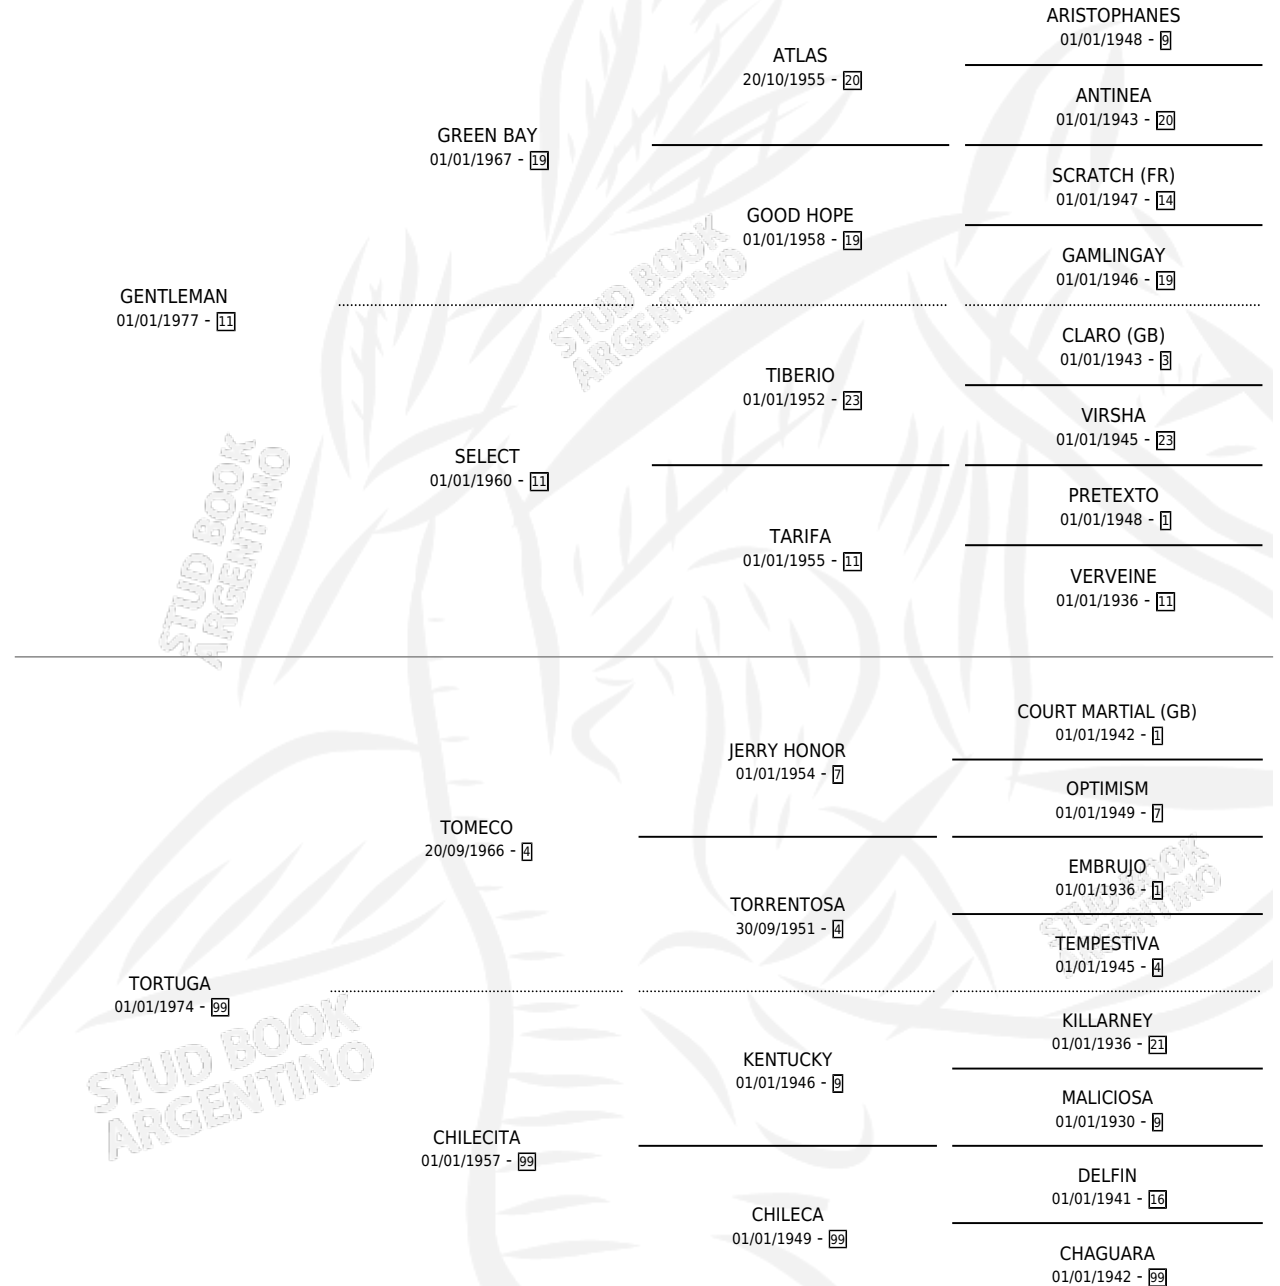 ARISTOPHANES
01/01/1948 - 9
ATLAS
20/10/1955 - 20
ANTINEA
01/01/1943 - 20
GREEN BAY
01/01/1967 - 19
SCRATCH (FR)
01/01/1947 - 14
GOOD HOPE
01/01/1958 - 19
GAMLINGAY
01/01/1946 - 19
STUD BOOK
ARGENTINO
GENTLEMAN
01/01/1977 - 11
CLARO (GB)
01/01/1943 - 3
TIBERIO
01/01/1952 - 23
VIRSHA
01/01/1945 - 23
SELECT
01/01/1960 - 11
PRETEXTO
01/01/1948 - 1
TARIFA
01/01/1955 - 11
VERVEINE
01/01/1936 - 11
STUD BOOK
ARGENTINO
COURT MARTIAL (GB)
01/01/1942 - 1
JERRY HONOR
01/01/1954 - 7
OPTIMISM
01/01/1949 - 7
TOMECO
20/09/1966 - 4
EMBRUJO
01/01/1936 - 1
TORRENTOSA
30/09/1951 - 4
TEMPESTIVA
01/01/1945 - 4
STUD BOOK
ARGENTINO
TORTUGA
01/01/1974 - 99
KILLARNEY
01/01/1936 - 21
KENTUCKY
01/01/1946 - 9
MALICIOSA
01/01/1930 - 9
STUD BOOK
ARGENTINO
CHILECITA
01/01/1957 - 99
DELFIN
01/01/1941 - 16
CHILECA
01/01/1949 - 99
CHAGUARA
01/01/1942 - 99